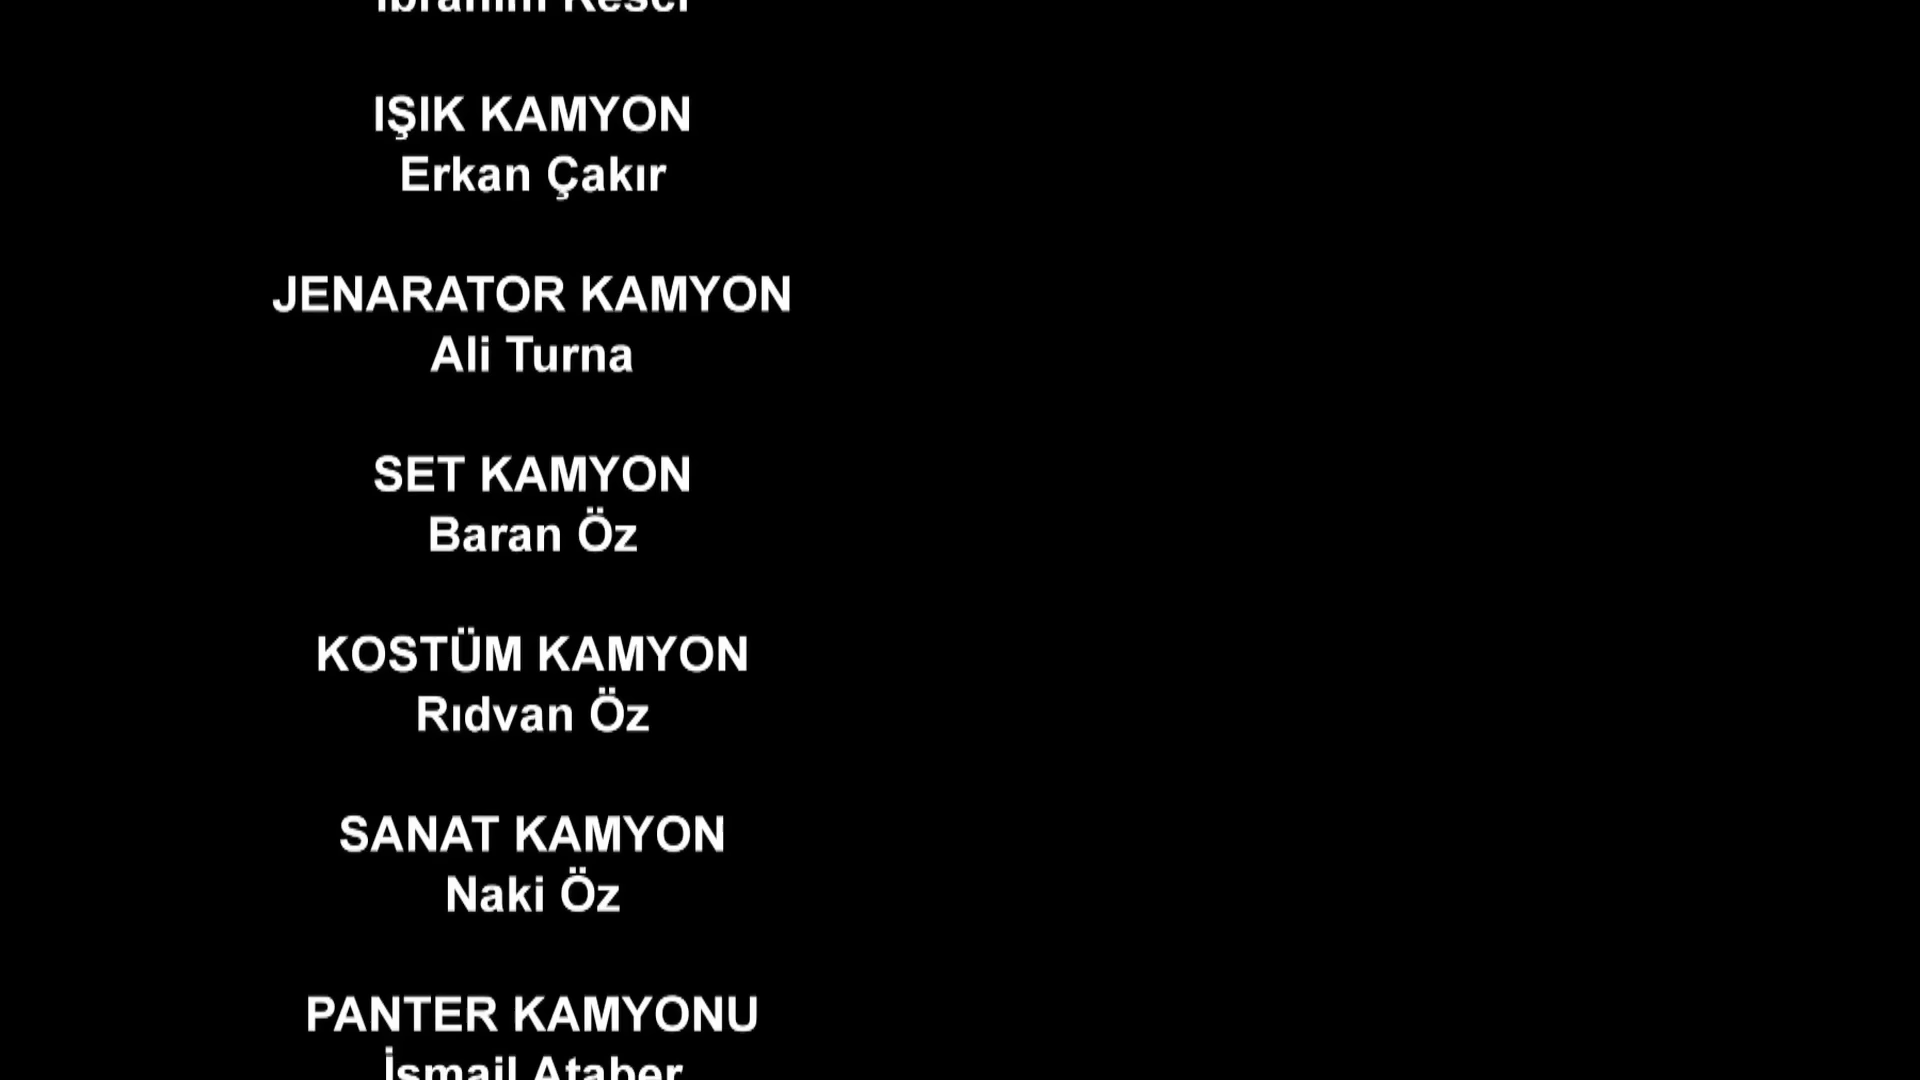 IŞIK KAMYON
Erkan Çakır
JENARATOR KAMYON
Ali Turna
SET KAMYON
Baran Öz
KOSTÜM KAMYON
Rıdvan Öz
SANAT KAMYON
Naki Öz
PANTER KAMYONU
İsmail Ataber